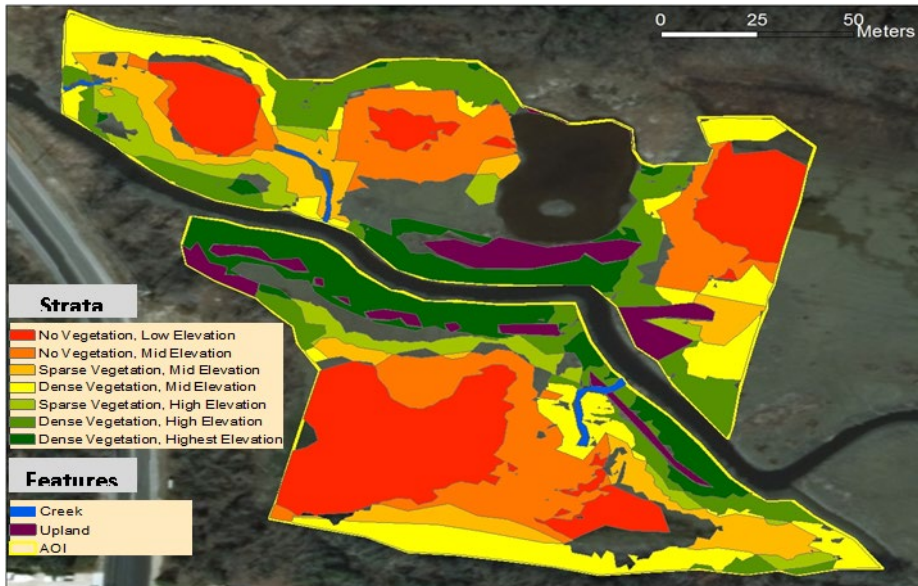 0 25 50
Meters
Strata
No Vegetation, Low Elevation
No Vegetation, Mid Elevation
Sparse Vegetation, Mid Elevation
Dense Vegetation, Mid Elevation
Sparse Vegetation, High Elevation
Dense Vegetation, High Elevation
Dense Vegetation, Highest Elevation
Features
Creek
Upland
AOI